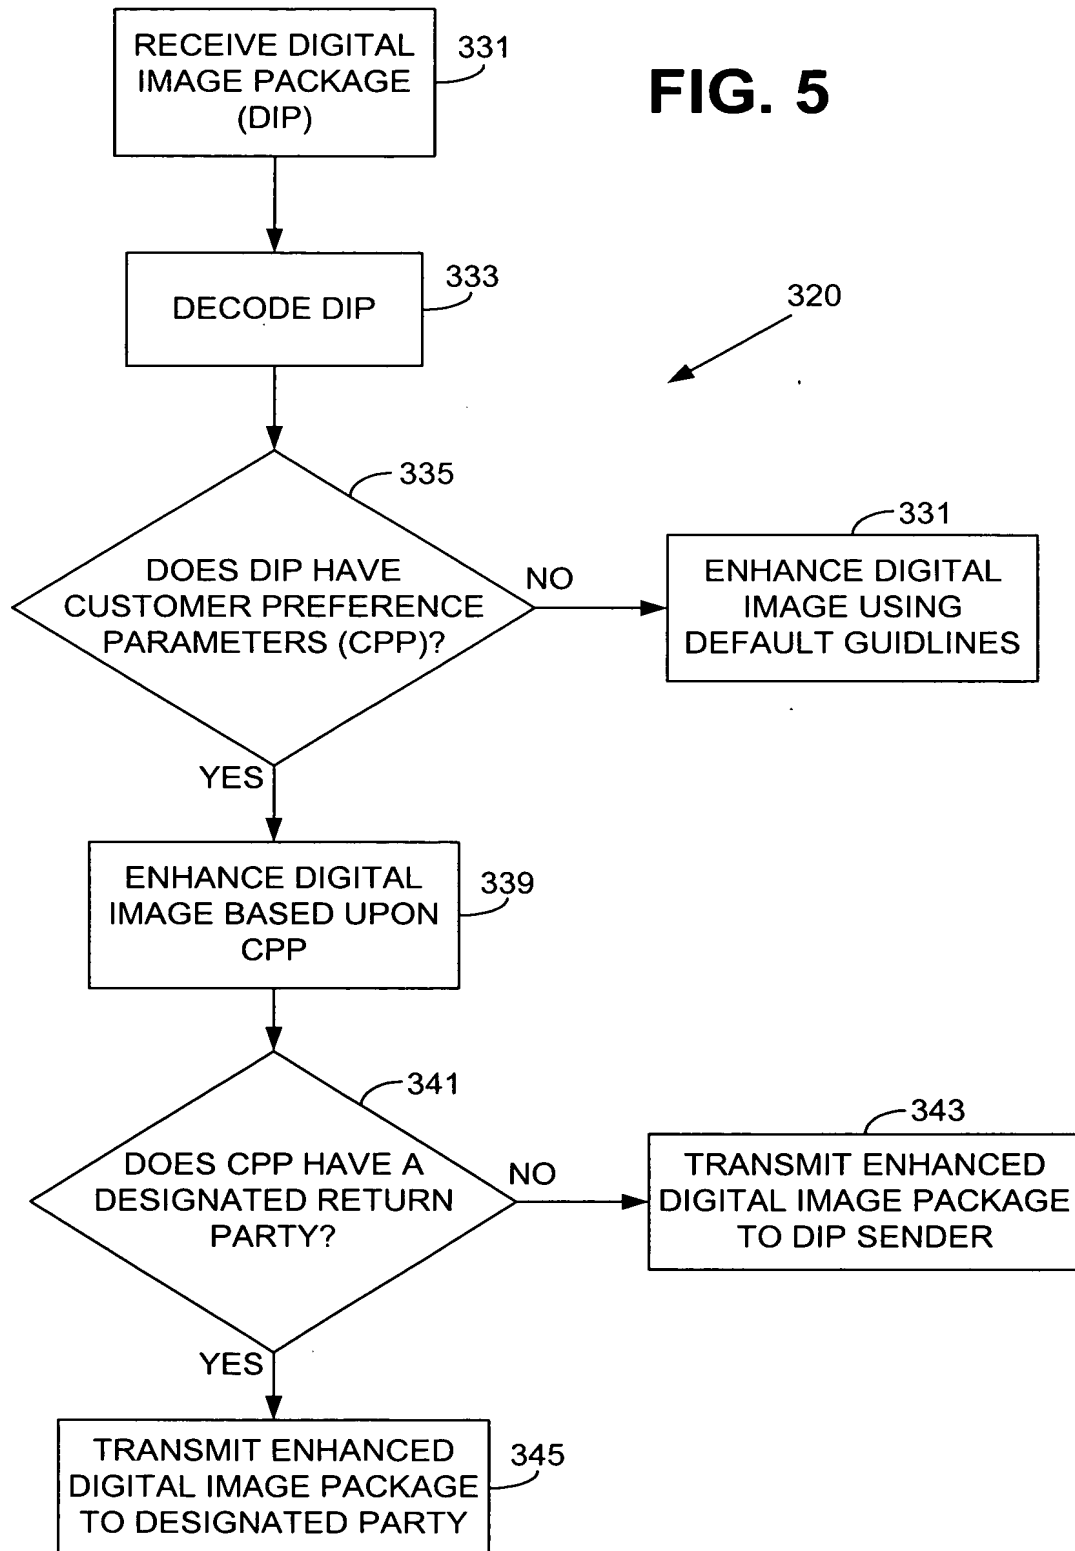 RECEIVE DIGITAL
IMAGE PACKAGE
(DIP)
331
FIG. 5
DECODE DIP
333
320
335
DOES DIP HAVE
CUSTOMER PREFERENCE
PARAMETERS (CPP)?
NO
331
ENHANCE DIGITAL
IMAGE USING
DEFAULT GUIDLINES
YES
ENHANCE DIGITAL
IMAGE BASED UPON
CPP
339
341
DOES CPP HAVE A
DESIGNATED RETURN
PARTY?
NO
343
TRANSMIT ENHANCED
DIGITAL IMAGE PACKAGE
TO DIP SENDER
YES
TRANSMIT ENHANCED
DIGITAL IMAGE PACKAGE
TO DESIGNATED PARTY
345